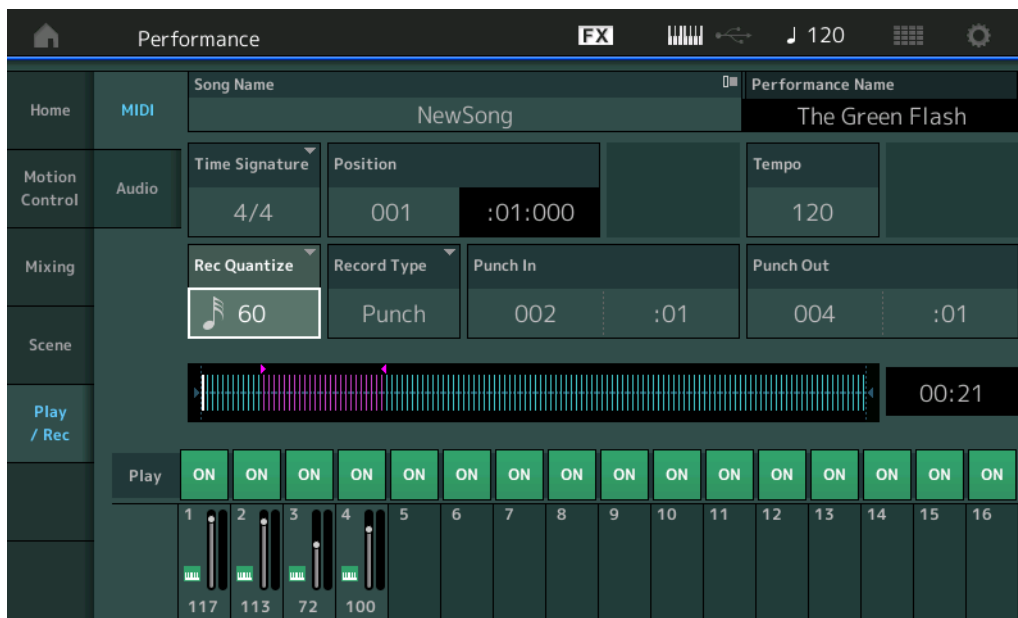 Performance FX 120
Song Name Performance Name
Home MIDI NewSong The Green Flash
Time Signature Position Tempo
Motion
Control Audio 4/4 001 :01:000 120
Mixing Rec Quantize Record Type Punch In Punch Out
60 Punch 002 :01 004 :01
Scene
Play
/ Rec 00:21
Play ON ON ON ON ON ON ON ON ON ON ON ON ON ON ON ON
1 2 3 4 5 6 7 8 9 10 11 12 13 14 15 16
117 113 72 100